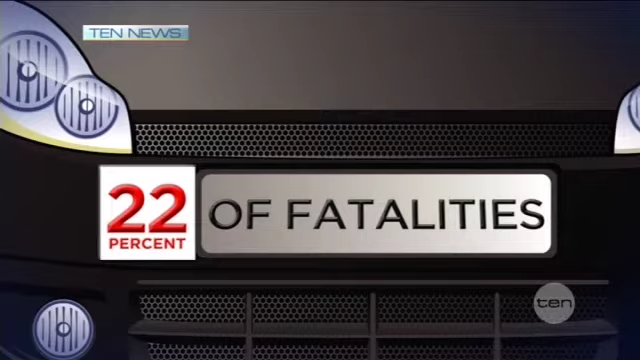 TEN NEWS
22
PERCENT
OF FATALITIES
ten